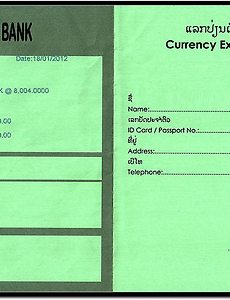 BANK
Date:18/01/2012
K @ 8,004.0000
0.00
0.00
ແລກປ່ຽນເ
Currency Ex
ຊື່
Name:
ເລກບັດປະຈຳຕົວ
ID Card / Passport No.:
ທີ່ຢູ່
Address:
ເບີໂທ
Telephone: